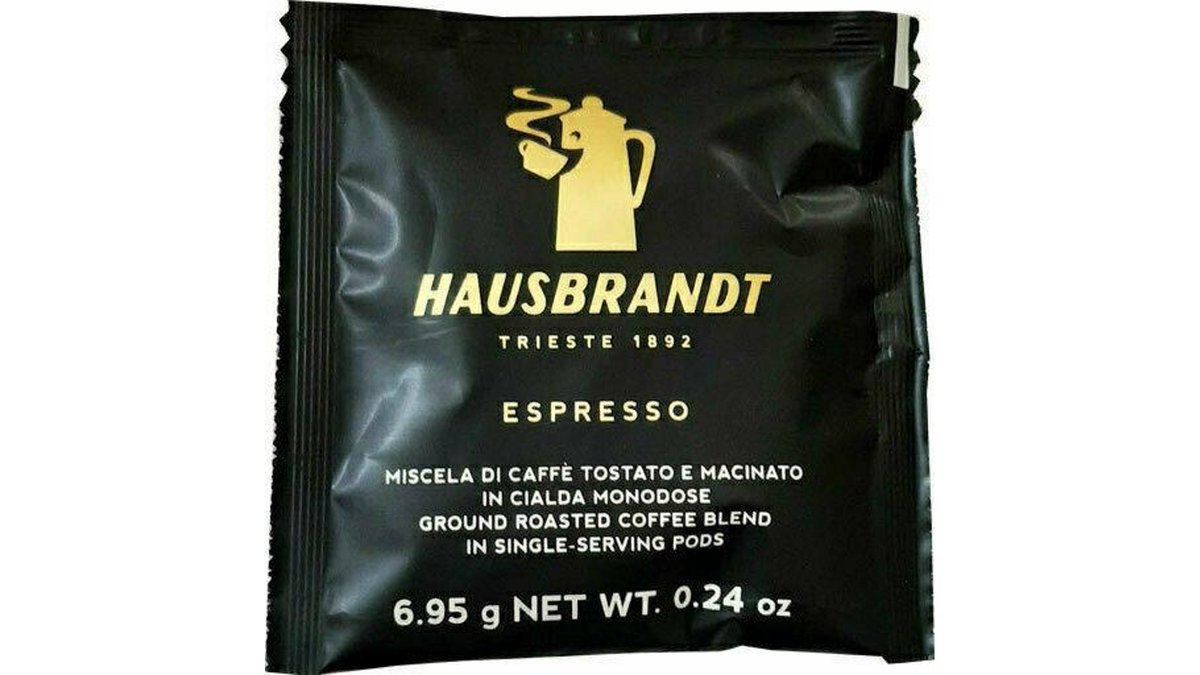 HAUSBRANDT
TRIESTE 1892
ESPRESSO
MISCELA DI CAFFÈ TOSTATO E MACINATO
IN CIALDA MONODOSE
GROUND ROASTED COFFEE BLEND
IN SINGLE-SERVING PODS
6.95 g NET WT. 0.24 oz